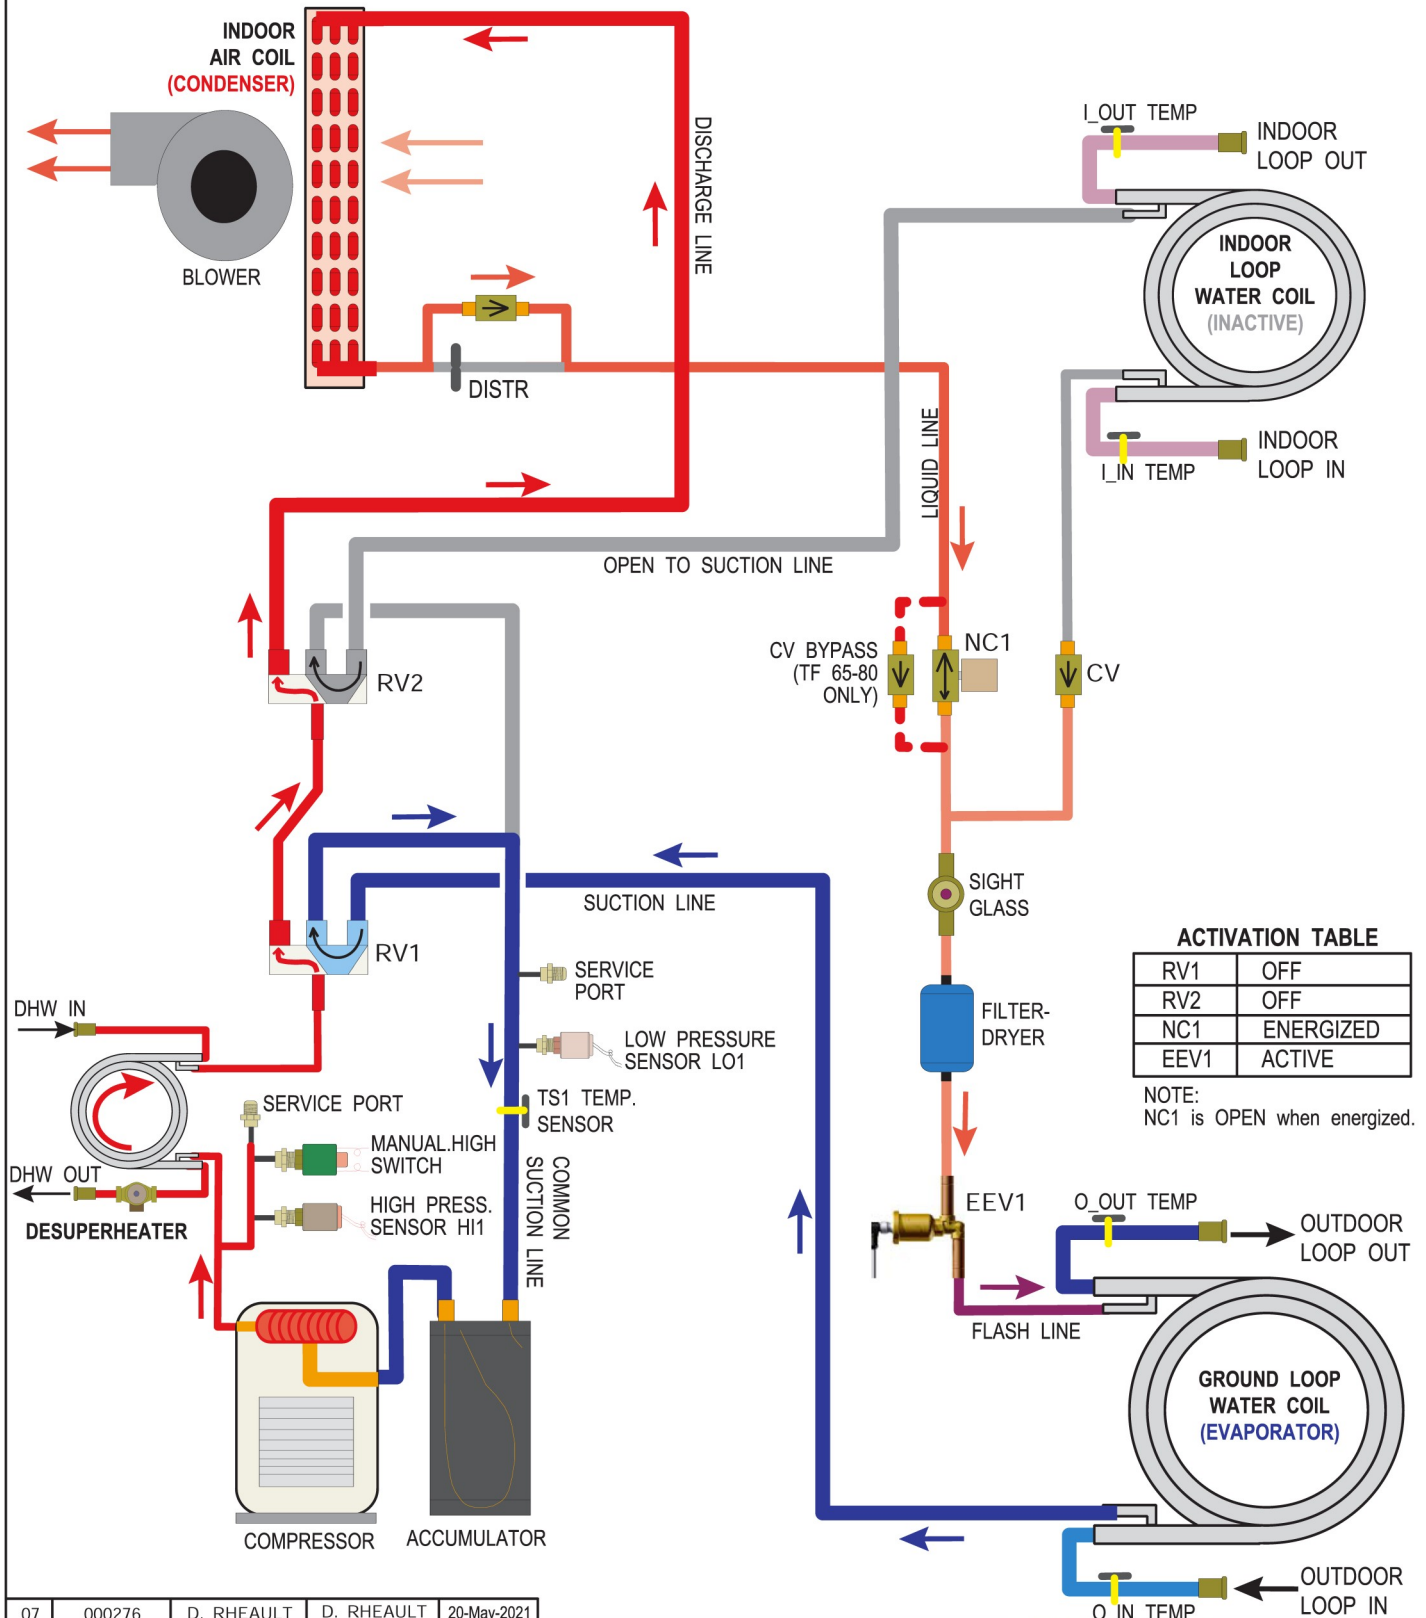 INDOOR
AIR COIL
(CONDENSER)
BLOWER
DISCHARGE LINE
DISTR
I_OUT TEMP
INDOOR
LOOP OUT
INDOOR
LOOP
WATER COIL
(INACTIVE)
INDOOR
LOOP IN
I_IN TEMP
LIQUID LINE
OPEN TO SUCTION LINE
CV BYPASS
(TF 65-80
ONLY)
NC1
CV
RV2
SIGHT
GLASS
SUCTION LINE
RV1
SERVICE
PORT
LOW PRESSURE
SENSOR LO1
FILTER-
DRYER
ACTIVATION TABLE
RV1 OFF
RV2 OFF
NC1 ENERGIZED
EEV1 ACTIVE
NOTE:
NC1 is OPEN when energized.
DHW IN
SERVICE PORT
TS1 TEMP.
SENSOR
MANUAL.HIGH
SWITCH
HIGH PRESS.
SENSOR HI1
COMMON
SUCTION LINE
DHW OUT
DESUPERHEATER
EEV1
O_OUT TEMP
OUTDOOR
LOOP OUT
FLASH LINE
GROUND LOOP
WATER COIL
(EVAPORATOR)
COMPRESSOR
ACCUMULATOR
OUTDOOR
LOOP IN
O_IN TEMP
07 000276 D. RHEAULT D. RHEAULT 20-May-2021